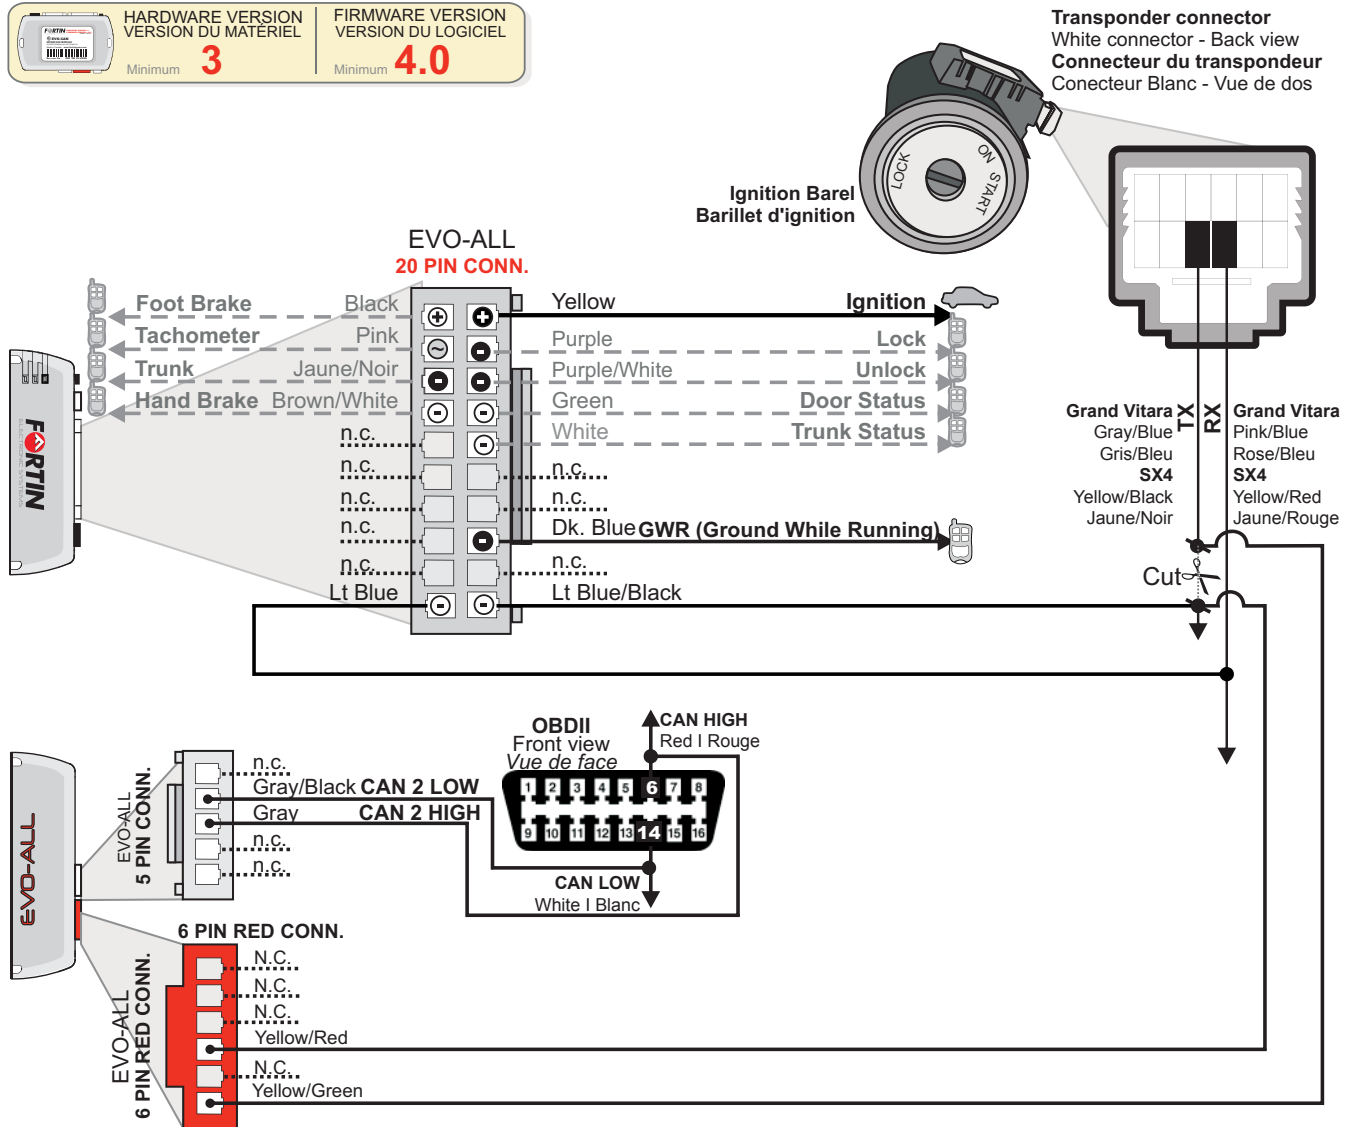 HARDWARE VERSION
VERSION DU MATÉRIEL
Minimum 3
FIRMWARE VERSION
VERSION DU LOGICIEL
Minimum 4.0
Transponder connector
White connector - Back view
Connecteur du transpondeur
Conecteur Blanc - Vue de dos
LOCK
ON
START
Ignition Barel
Barillet d'ignition
EVO-ALL
20 PIN CONN.
Foot Brake Black
Tachometer Pink
Trunk Jaune/Noir
Hand Brake Brown/White
n.c.
n.c.
n.c.
n.c.
n.c.
Lt Blue
Yellow Ignition
Purple Lock
Purple/White Unlock
Green Door Status
White Trunk Status
n.c.
n.c.
Dk. Blue GWR (Ground While Running)
n.c.
Lt Blue/Black
FORTIN
ELECTRONIC SYSTEMS
TX
RX
Grand Vitara
Gray/Blue
Gris/Bleu
SX4
Yellow/Black
Jaune/Noir
Grand Vitara
Pink/Blue
Rose/Bleu
SX4
Yellow/Red
Jaune/Rouge
Cut
OBDII
Front view
Vue de face
CAN HIGH
Red I Rouge
1 2 3 4 5 6 7 8
9 10 11 12 13 14 15 16
CAN LOW
White I Blanc
EVO-ALL
EVO-ALL
5 PIN CONN.
n.c.
Gray/Black CAN 2 LOW
Gray CAN 2 HIGH
n.c.
n.c.
6 PIN RED CONN.
EVO-ALL
6 PIN RED CONN.
N.C.
N.C.
N.C.
Yellow/Red
N.C.
Yellow/Green